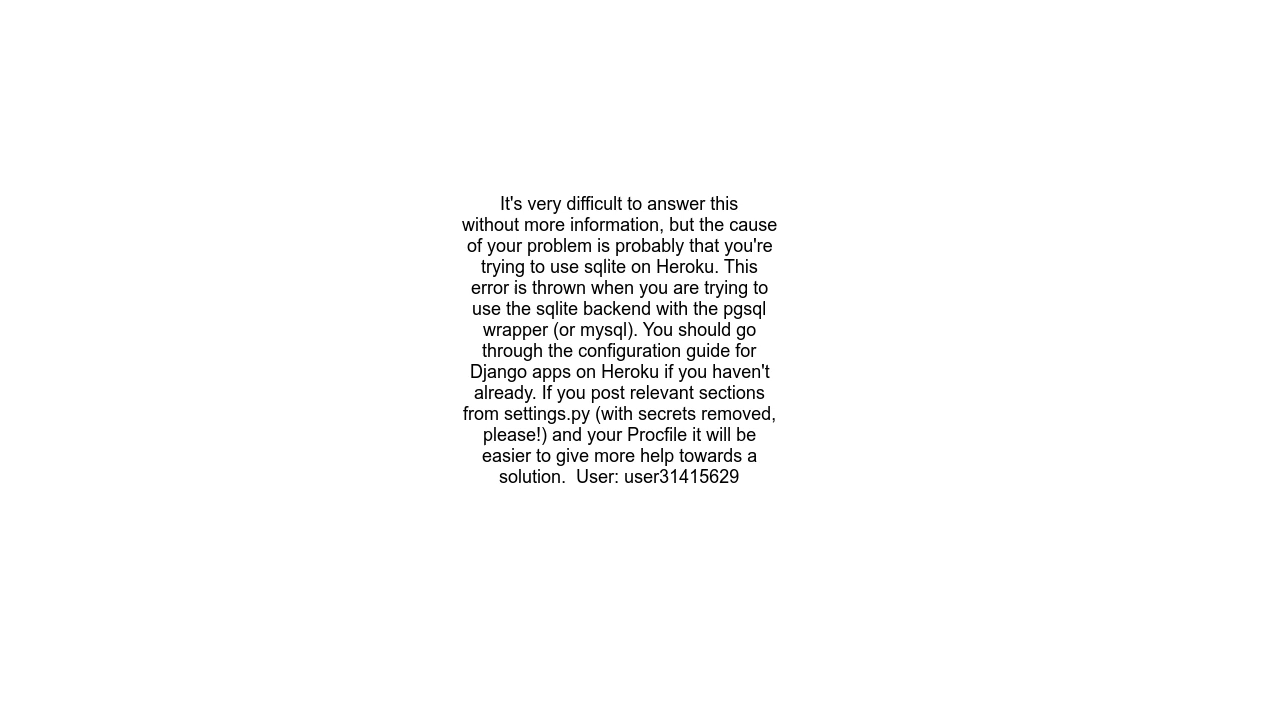 It's very difficult to answer this
without more information, but the cause
of your problem is probably that you're
trying to use sqlite on Heroku. This
error is thrown when you are trying to
use the sqlite backend with the pgsql
wrapper (or mysql). You should go
through the configuration guide for
Django apps on Heroku if you haven't
already. If you post relevant sections
from settings.py (with secrets removed,
please!) and your Procfile it will be
easier to give more help towards a
solution.  User: user31415629